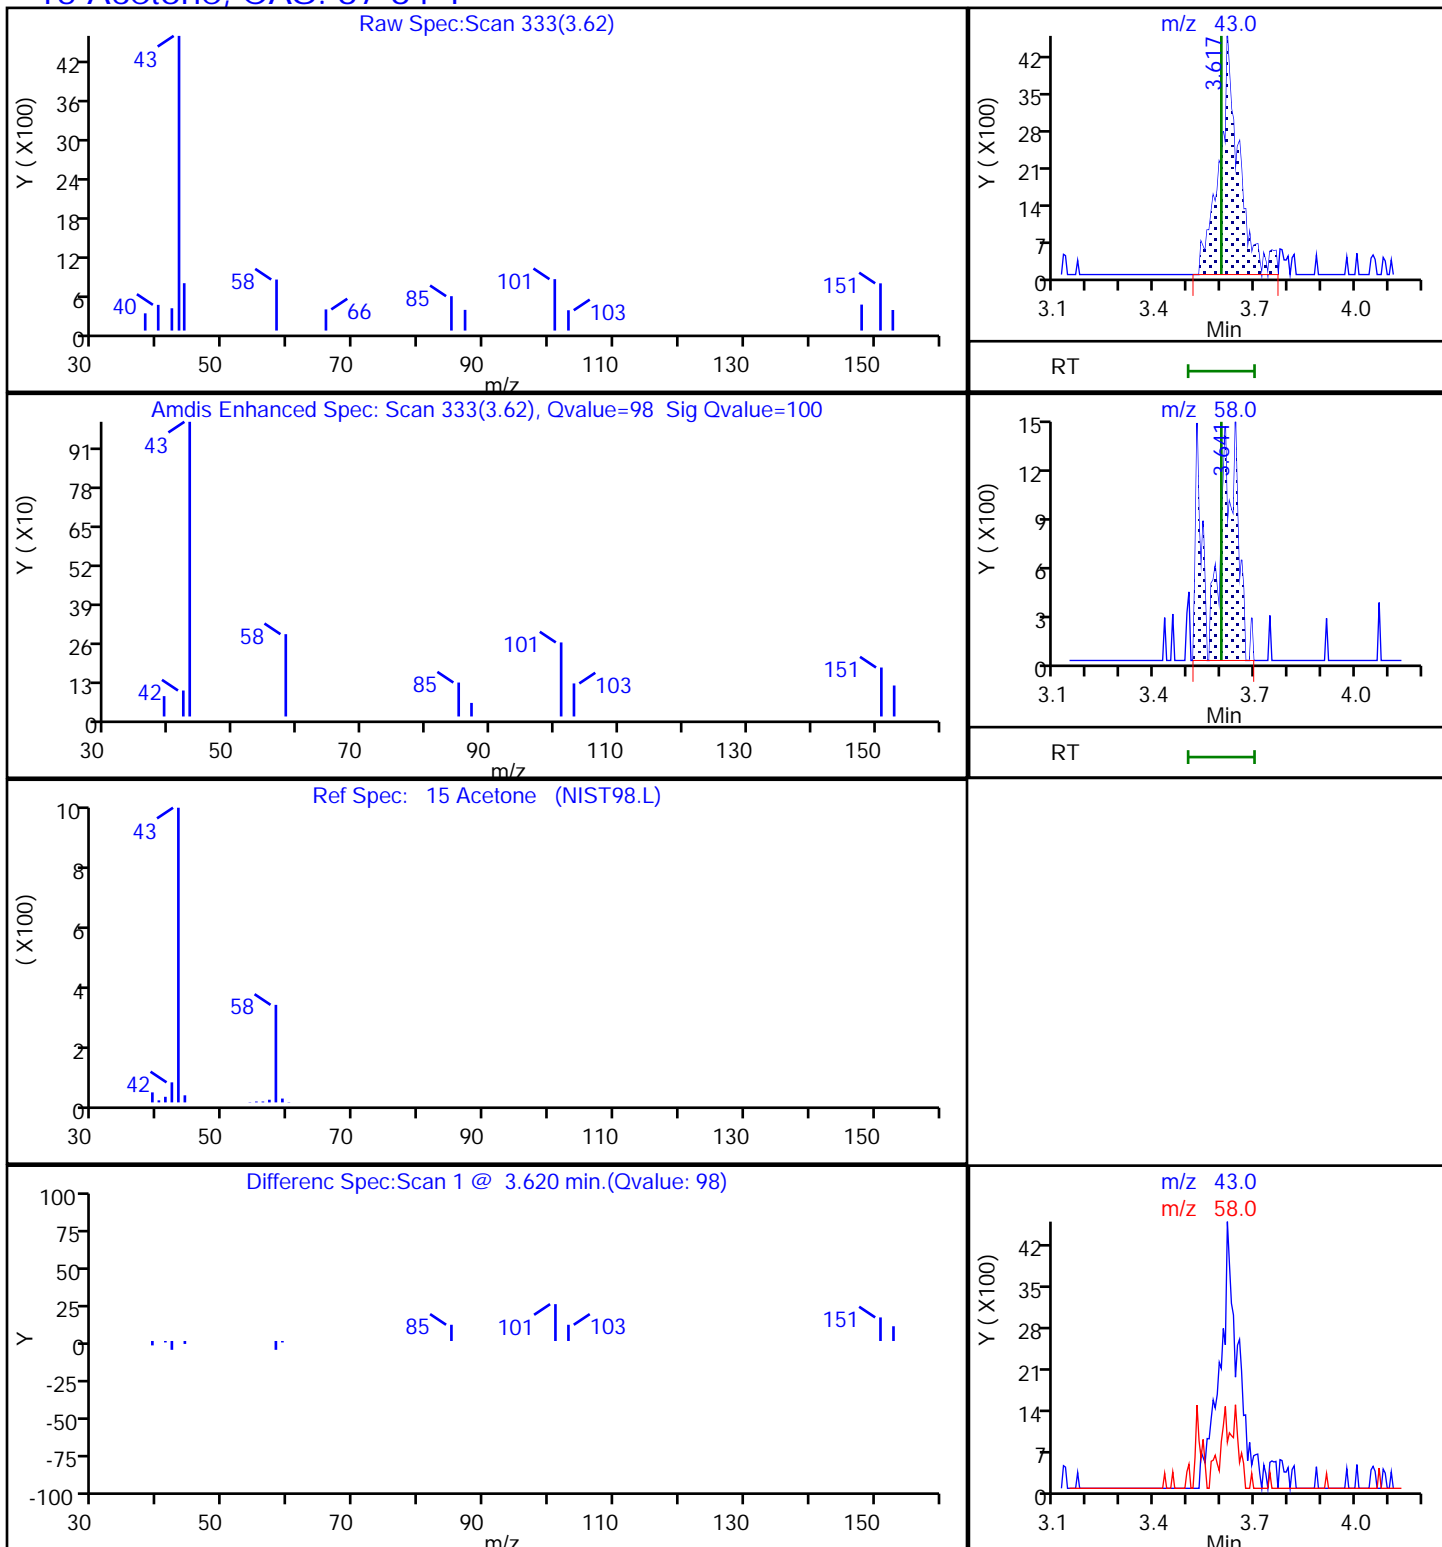 Raw Spec:Scan 333(3.62)
Y ( X100)
42
36
30
24
18
12
6
0
43
40
58
66
85
101
103
151
30 50 70 90 110 130 150
m/z
m/z 43.0
Y ( X100)
42
35
28
21
14
7
0
3.617
3.1 3.4 3.7 4.0
Min
RT
Amdis Enhanced Spec: Scan 333(3.62), Qvalue=98 Sig Qvalue=100
Y ( X10)
91
78
65
52
39
26
13
0
43
42
58
85
101
103
151
30 50 70 90 110 130 150
m/z
m/z 58.0
Y ( X100)
15
12
9
6
3
0
3.641
3.1 3.4 3.7 4.0
Min
RT
Ref Spec: 15 Acetone (NIST98.L)
( X100)
10
8
6
4
2
0
43
42
58
30 50 70 90 110 130 150
Differenc Spec:Scan 1 @ 3.620 min.(Qvalue: 98)
Y
100
75
50
25
0
-25
-50
-75
-100
85
101
103
151
30 50 70 90 110 130 150
m/z
m/z 43.0
m/z 58.0
Y ( X100)
42
35
28
21
14
7
0
3.1 3.4 3.7 4.0
Min